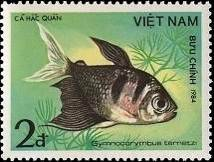 CÁ HẮC QUẦN
VIỆT NAM
BƯU CHÍNH 1984
2đ
Gymnocorymbus ternetzi